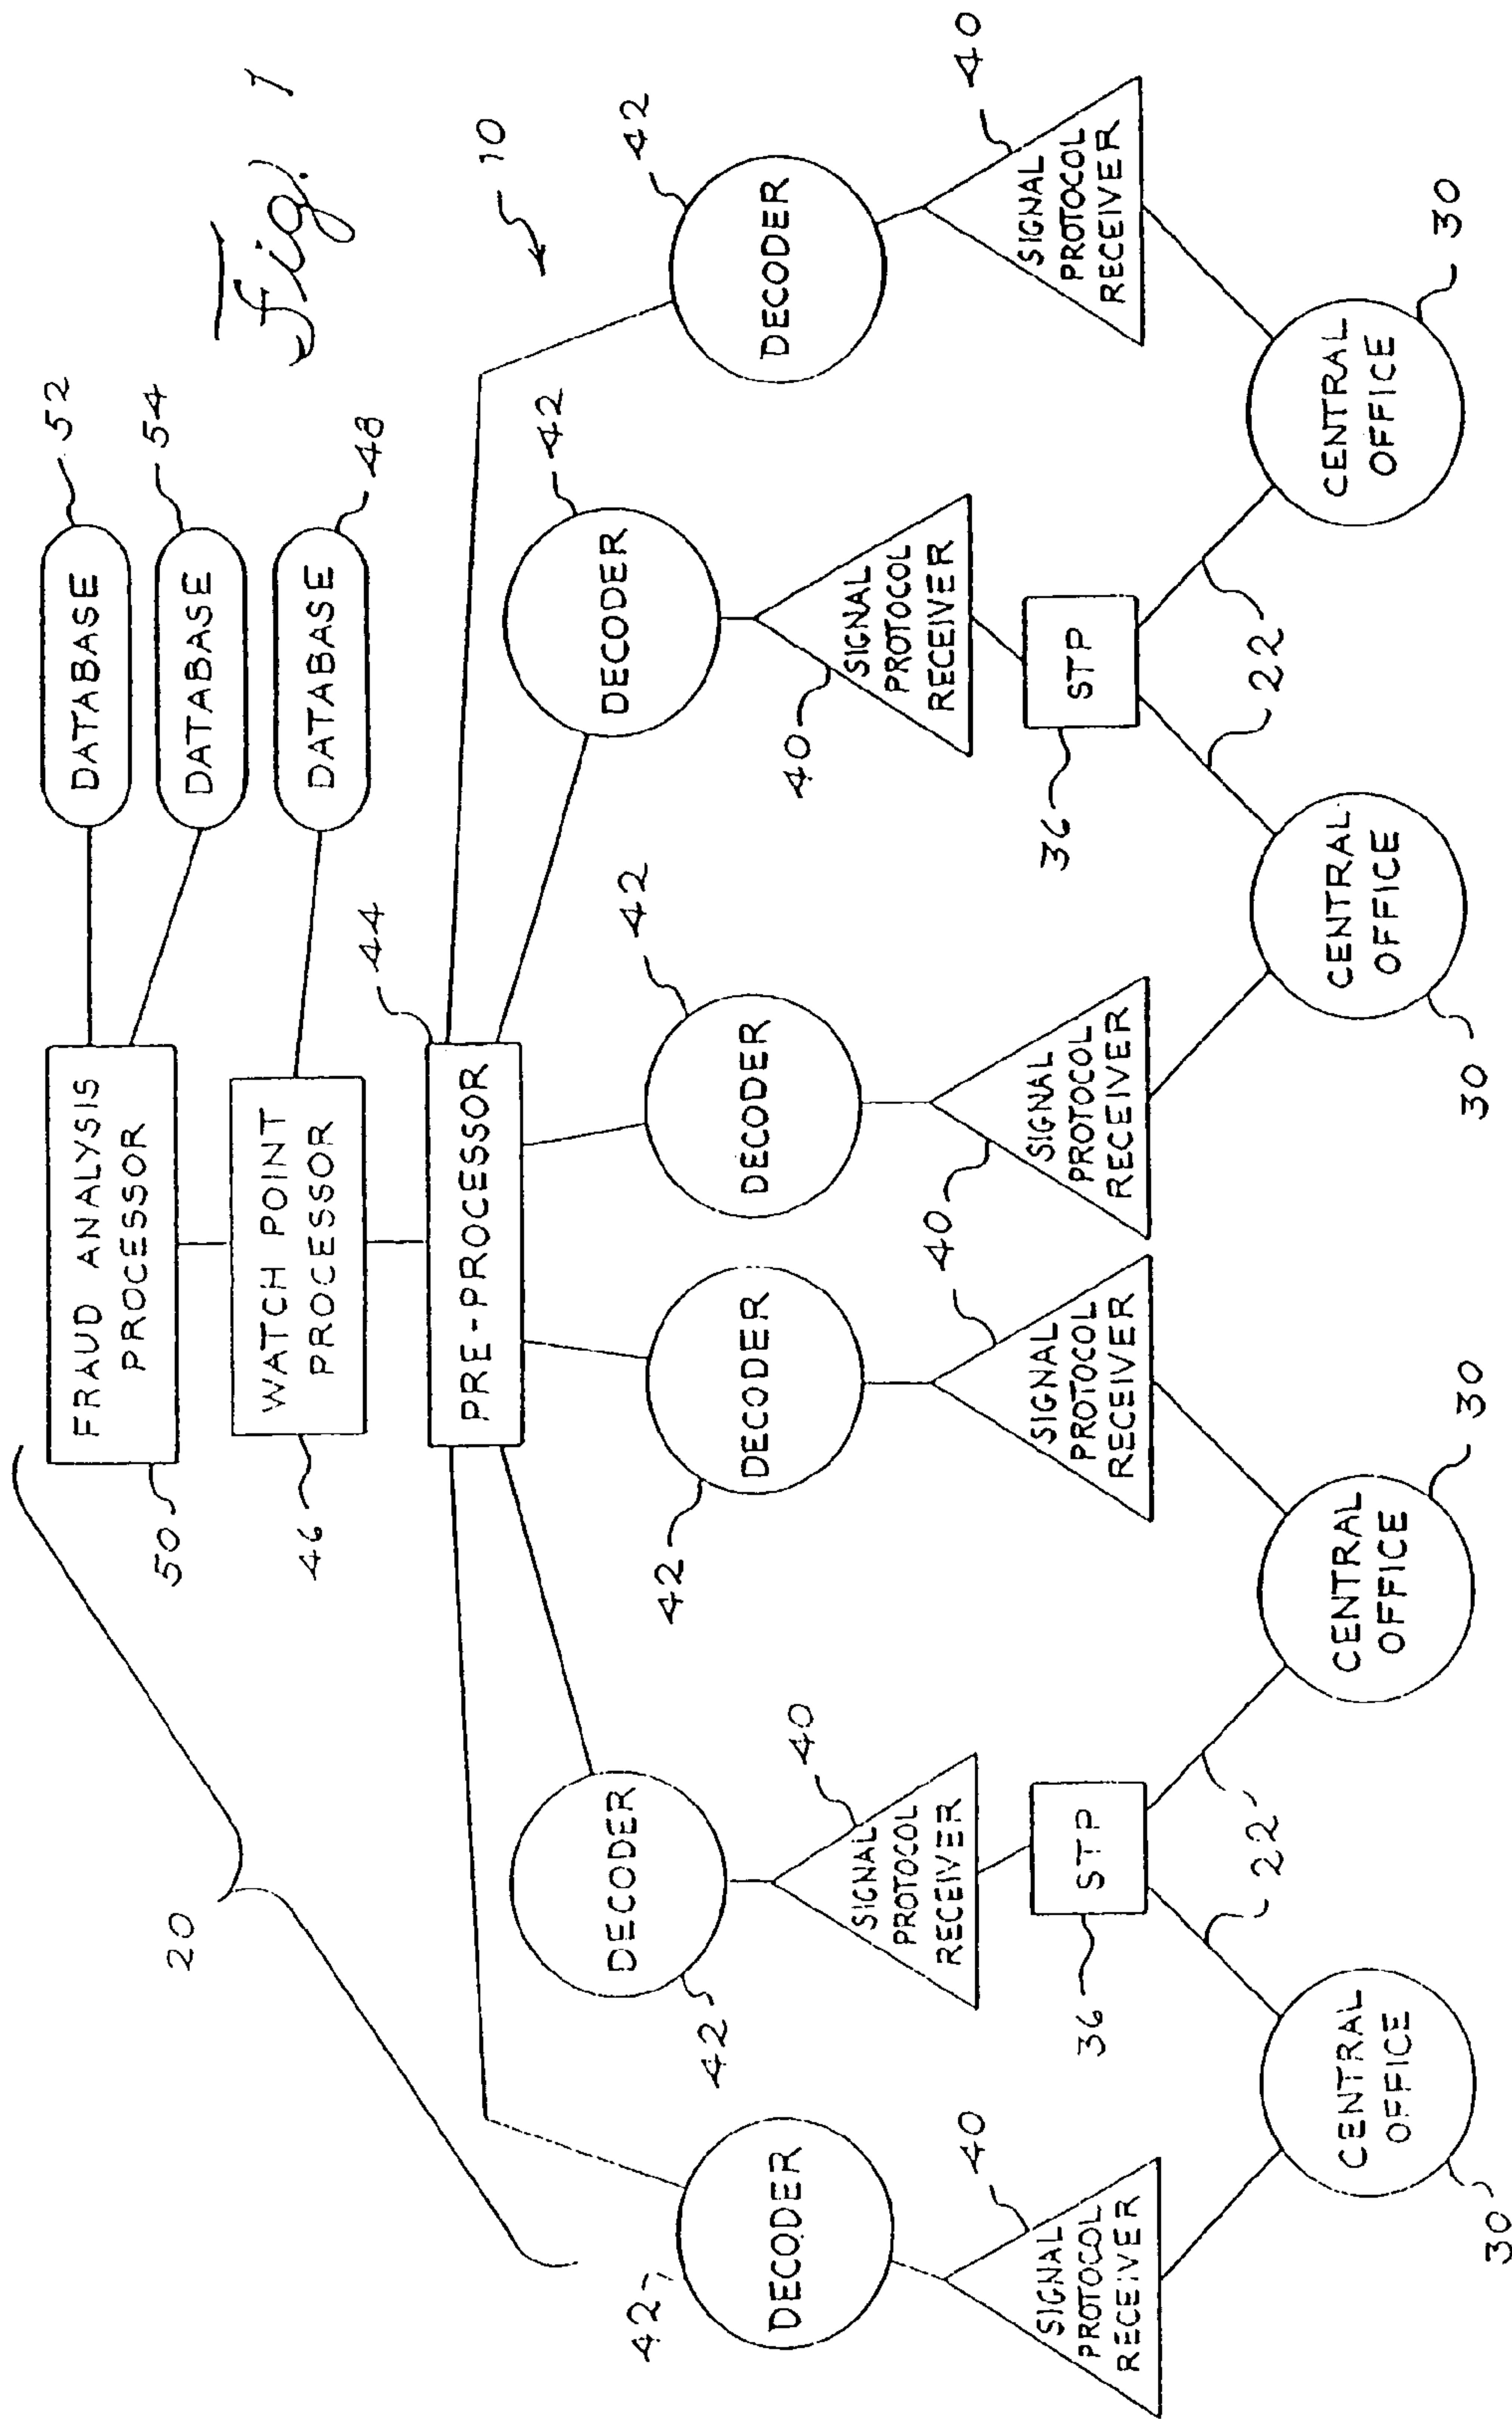 Fig. 1
FRAUD ANALYSIS
PROCESSOR
50
DATABASE
52
DATABASE
54
20
WATCH POINT
PROCESSOR
46
DATABASE
48
PRE-PROCESSOR
44
10
DECODER
42
DECODER
42
DECODER
42
DECODER
42
DECODER
42
DECODER
42
SIGNAL
PROTOCOL
RECEIVER
40
SIGNAL
PROTOCOL
RECEIVER
40
SIGNAL
PROTOCOL
RECEIVER
40
SIGNAL
PROTOCOL
RECEIVER
40
SIGNAL
PROTOCOL
RECEIVER
40
SIGNAL
PROTOCOL
RECEIVER
40
STP
36
STP
36
22
22
CENTRAL
OFFICE
30
CENTRAL
OFFICE
30
CENTRAL
OFFICE
30
CENTRAL
OFFICE
30